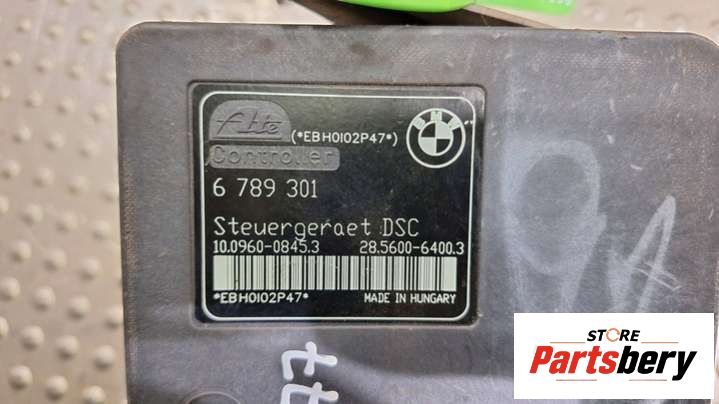 Ate (*EBH0102P47*) BMW
Controller
6 789 301
Steuergeraet DSC
10.0960-0845.3 28.5600-6400.3
*EBH0102P47* MADE IN HUNGARY
STORE
Partsbery